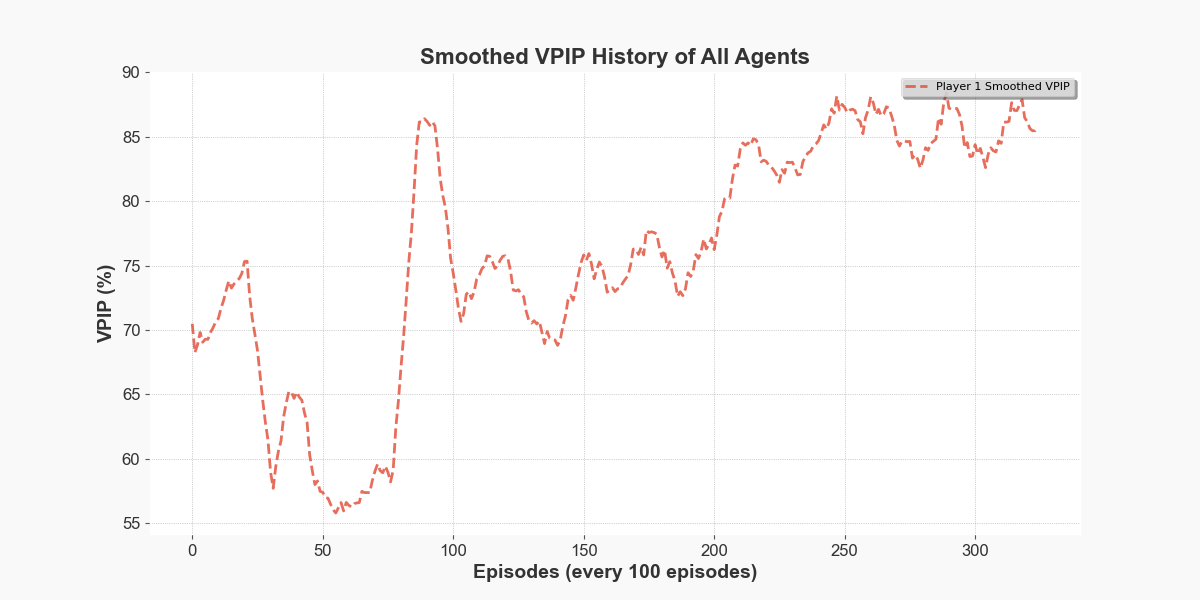 Smoothed VPIP History of All Agents
Player 1 Smoothed VPIP
VPIP (%)
90
85
80
75
70
65
60
55
0 50 100 150 200 250 300
Episodes (every 100 episodes)